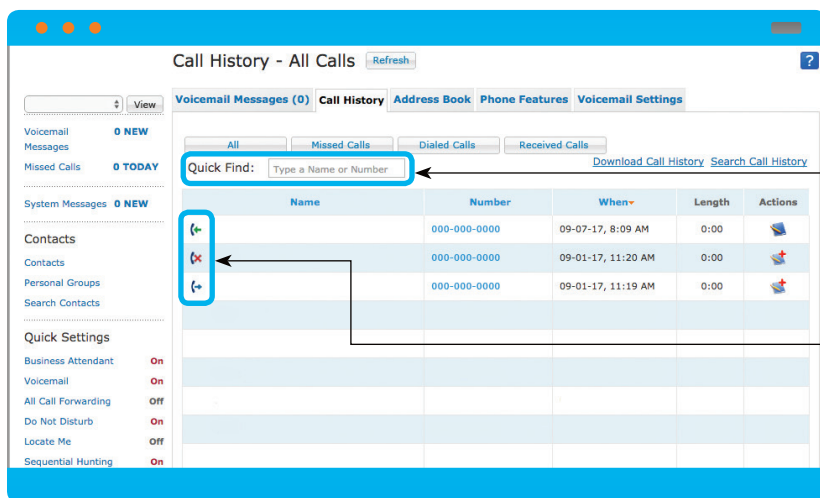 Call History - All Calls Refresh
?
View
Voicemail Messages (0) Call History Address Book Phone Features Voicemail Settings
Voicemail Messages 0 NEW
Missed Calls 0 TODAY
System Messages 0 NEW
All Missed Calls Dialed Calls Received Calls
Quick Find: Type a Name or Number
Download Call History Search Call History
Name Number When Length Actions
000-000-0000 09-07-17, 8:09 AM 0:00
000-000-0000 09-01-17, 11:20 AM 0:00
000-000-0000 09-01-17, 11:19 AM 0:00
Contacts
Contacts
Personal Groups
Search Contacts
Quick Settings
Business Attendant On
Voicemail On
All Call Forwarding Off
Do Not Disturb On
Locate Me Off
Sequential Hunting On